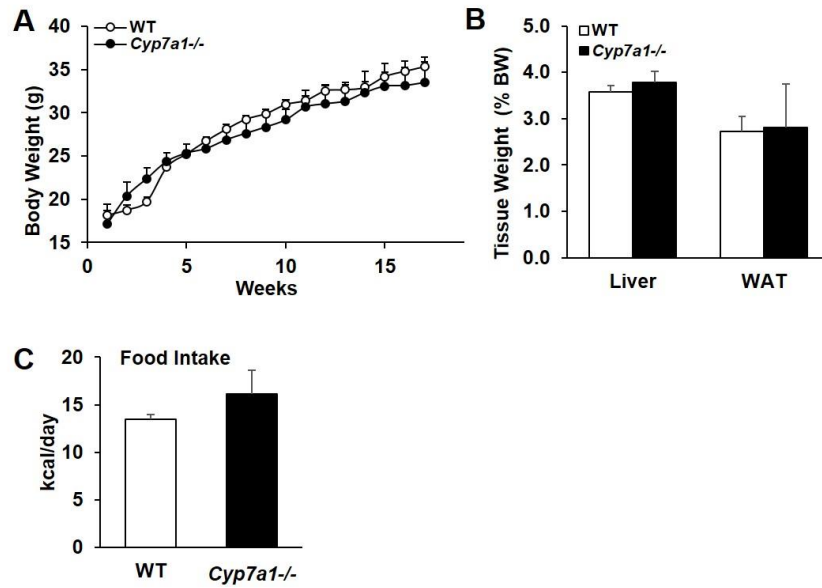 A
WT
Cyp7a1-/-
Body Weight (g)
40
35
30
25
20
15
0 5 10 15
Weeks
B
WT
Cyp7a1-/-
Tissue Weight (% BW)
5.0
4.0
3.0
2.0
1.0
0.0
Liver WAT
C
Food Intake
kcal/day
20
15
10
5
0
WT Cyp7a1-/-